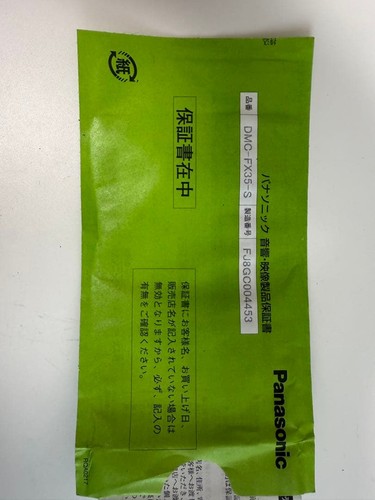 Panasonic
パナソニック 音響・映像製品保証書
品番 DMC-FX35-S 製造番号 FJ8GC004453
保証書在中
保証書にお客様名、お買い上げ日、
販売店名が記入されていない場合は
無効となりますから、必ず、記入の
有無をご確認ください。
紙